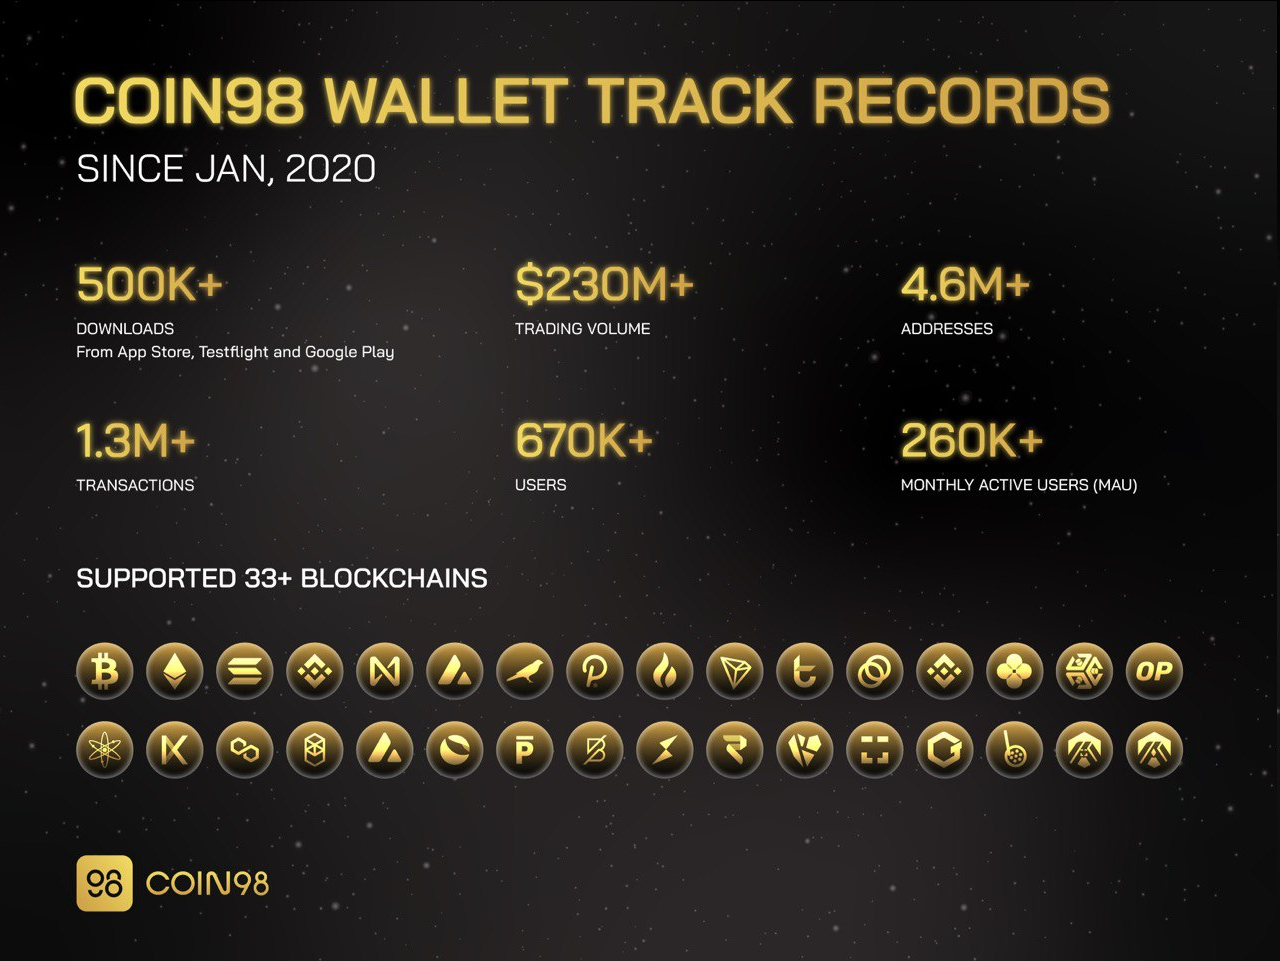 COIN98 WALLET TRACK RECORDS
SINCE JAN, 2020
500K+
DOWNLOADS
From App Store, Testflight and Google Play
$230M+
TRADING VOLUME
4.6M+
ADDRESSES
1.3M+
TRANSACTIONS
670K+
USERS
260K+
MONTHLY ACTIVE USERS (MAU)
SUPPORTED 33+ BLOCKCHAINS
OP
98 COIN98